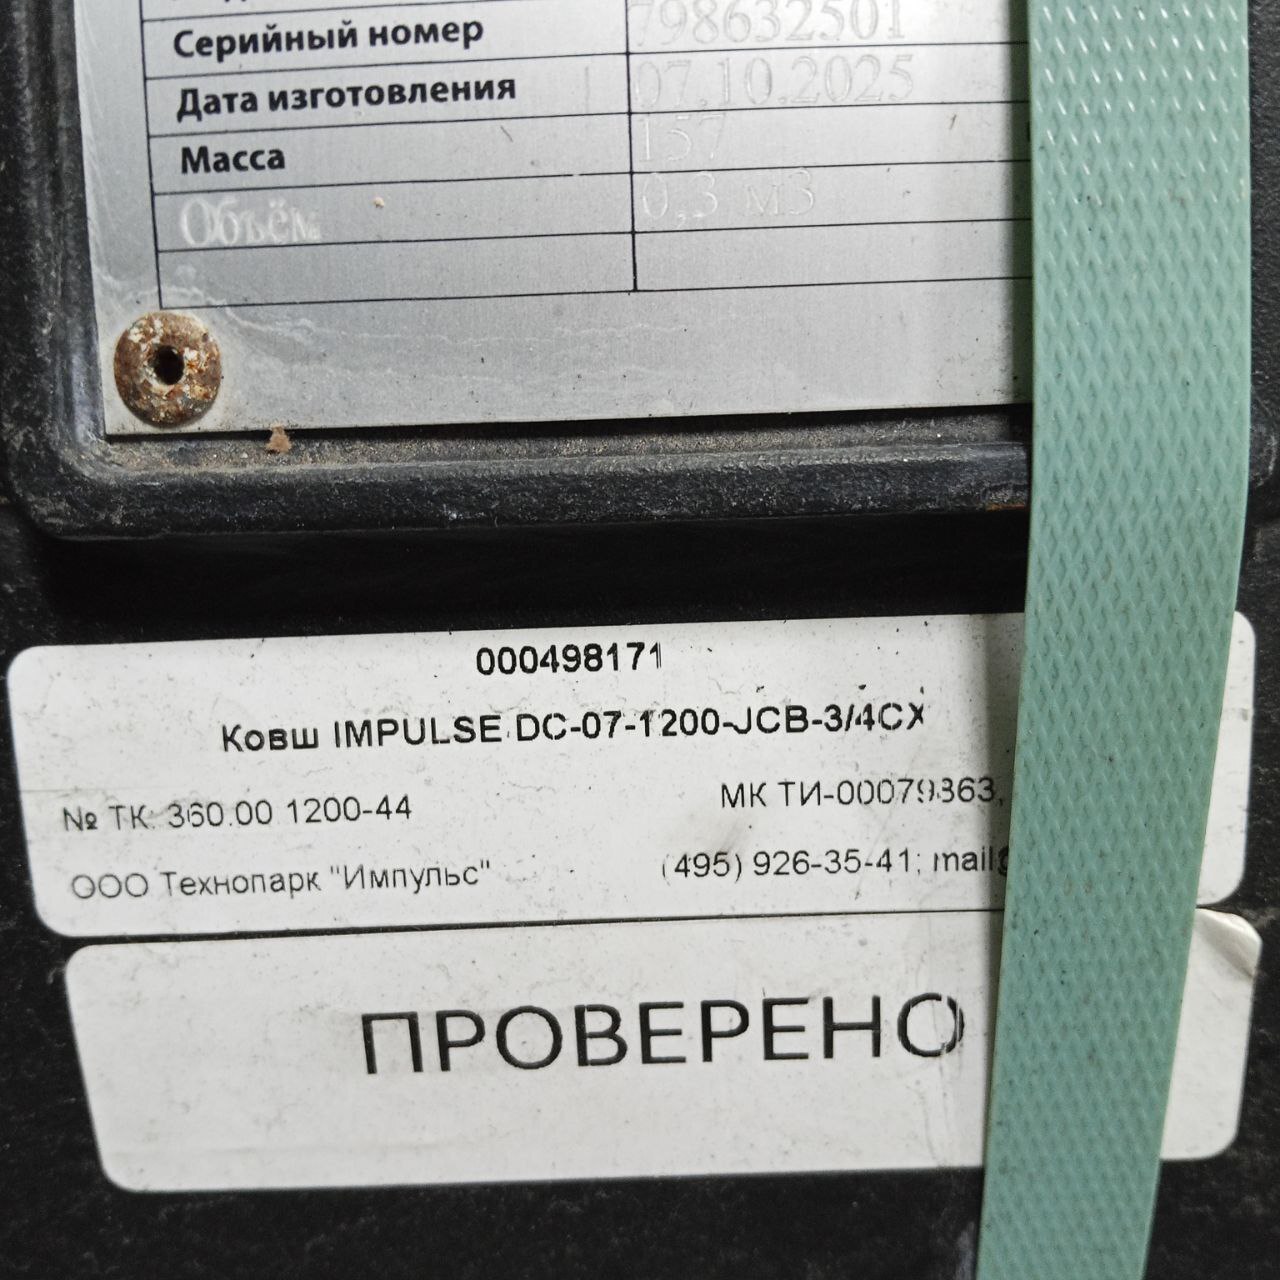 Серийный номер 798632501
Дата изготовления 07.10.2025
Масса 157
Объём 0,3 м3
000498171
Ковш IMPULSE DC-07-1200-JCB-3/4CX
№ ТК: 360.00 1200-44 МК ТИ-00079863,
ООО Технопарк "Импульс" (495) 926-35-41; mail@
ПРОВЕРЕНО